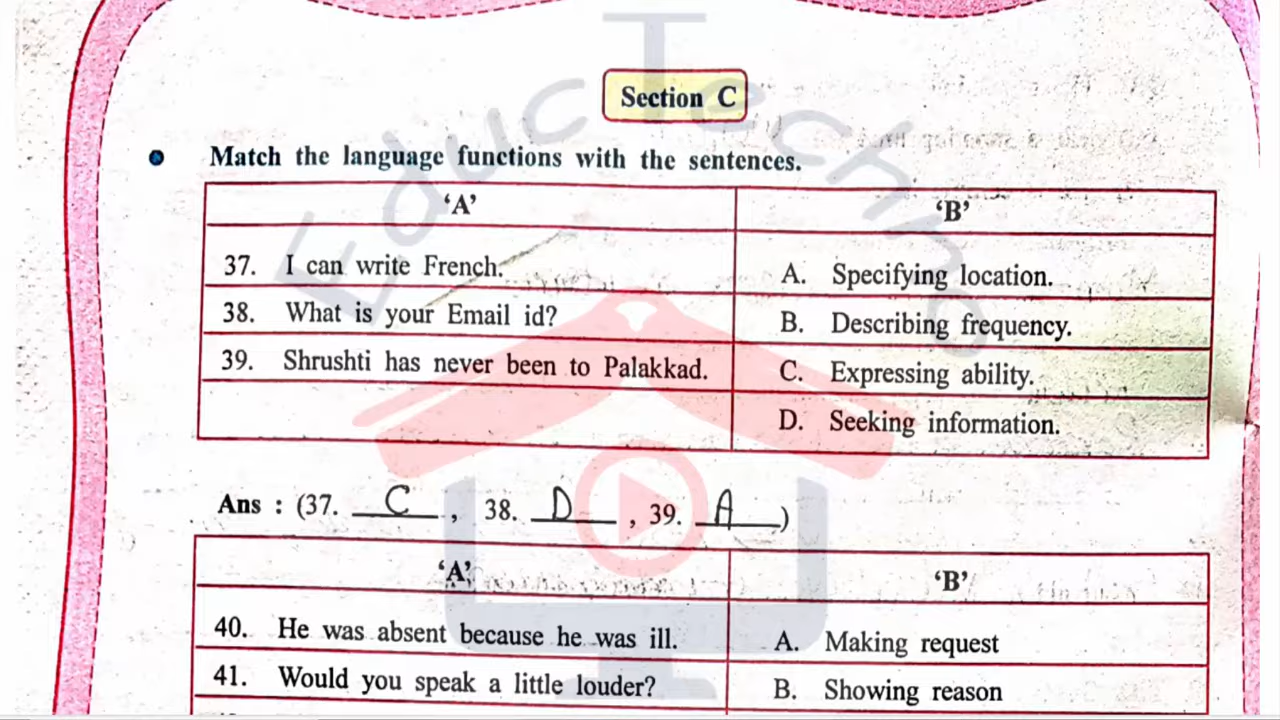 Section C
Match the language functions with the sentences.
‘A’ ‘B’
37. I can write French. A. Specifying location.
38. What is your Email id? B. Describing frequency.
39. Shrushti has never been to Palakkad. C. Expressing ability.
D. Seeking information.
Ans : (37. C , 38. D , 39. A )
‘A’ ‘B’
40. He was absent because he was ill. A. Making request
41. Would you speak a little louder? B. Showing reason
EducTechno